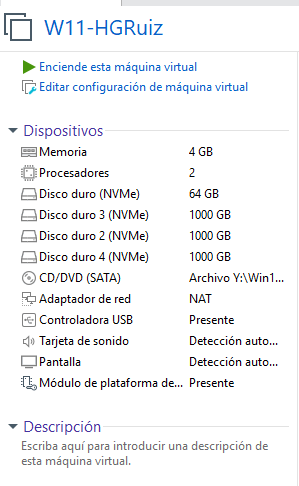 W11-HGRuiz
Enciende esta máquina virtual
Editar configuración de máquina virtual
Dispositivos
Memoria 4 GB
Procesadores 2
Disco duro (NVMe) 64 GB
Disco duro 3 (NVMe) 1000 GB
Disco duro 2 (NVMe) 1000 GB
Disco duro 4 (NVMe) 1000 GB
CD/DVD (SATA) Archivo Y:\Win1...
Adaptador de red NAT
Controladora USB Presente
Tarjeta de sonido Detección auto...
Pantalla Detección auto...
Módulo de plataforma de... Presente
Descripción
Escriba aquí para introducir una descripción de
esta máquina virtual.